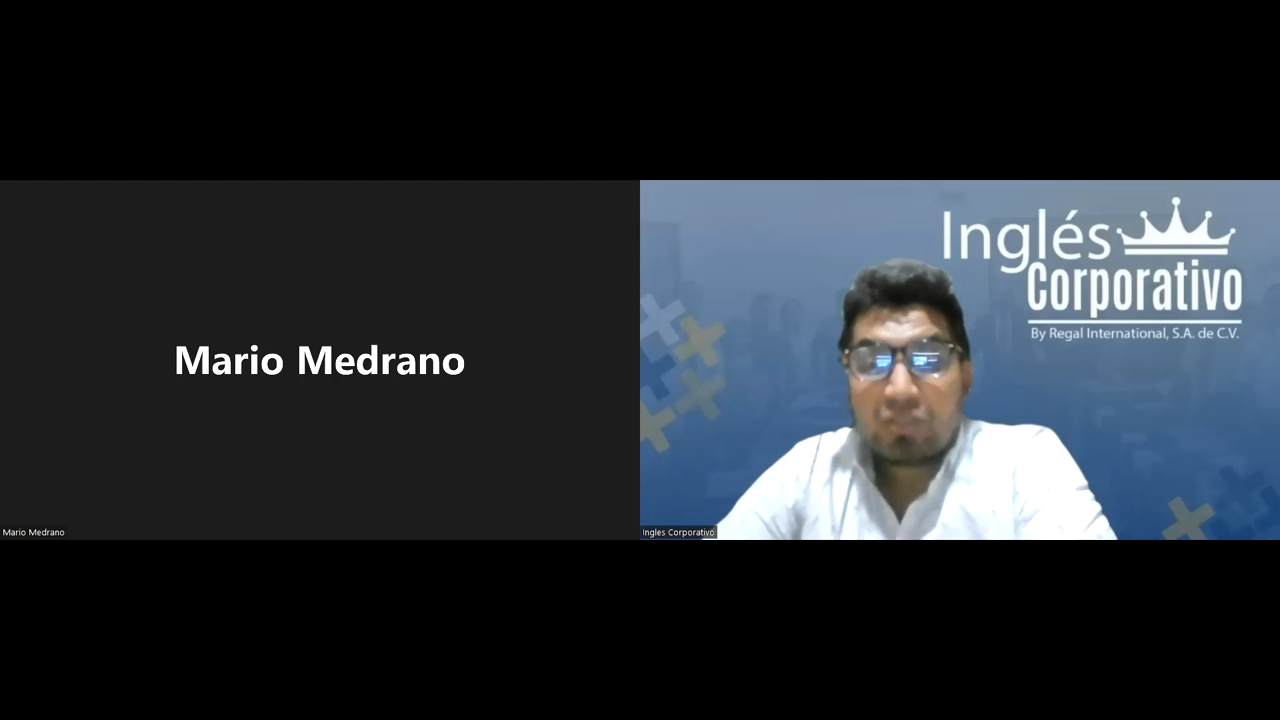 Mario Medrano
Mario Medrano
Inglés
Corporativo
By Regal International, S.A. de C.V.
Ingles Corporativo